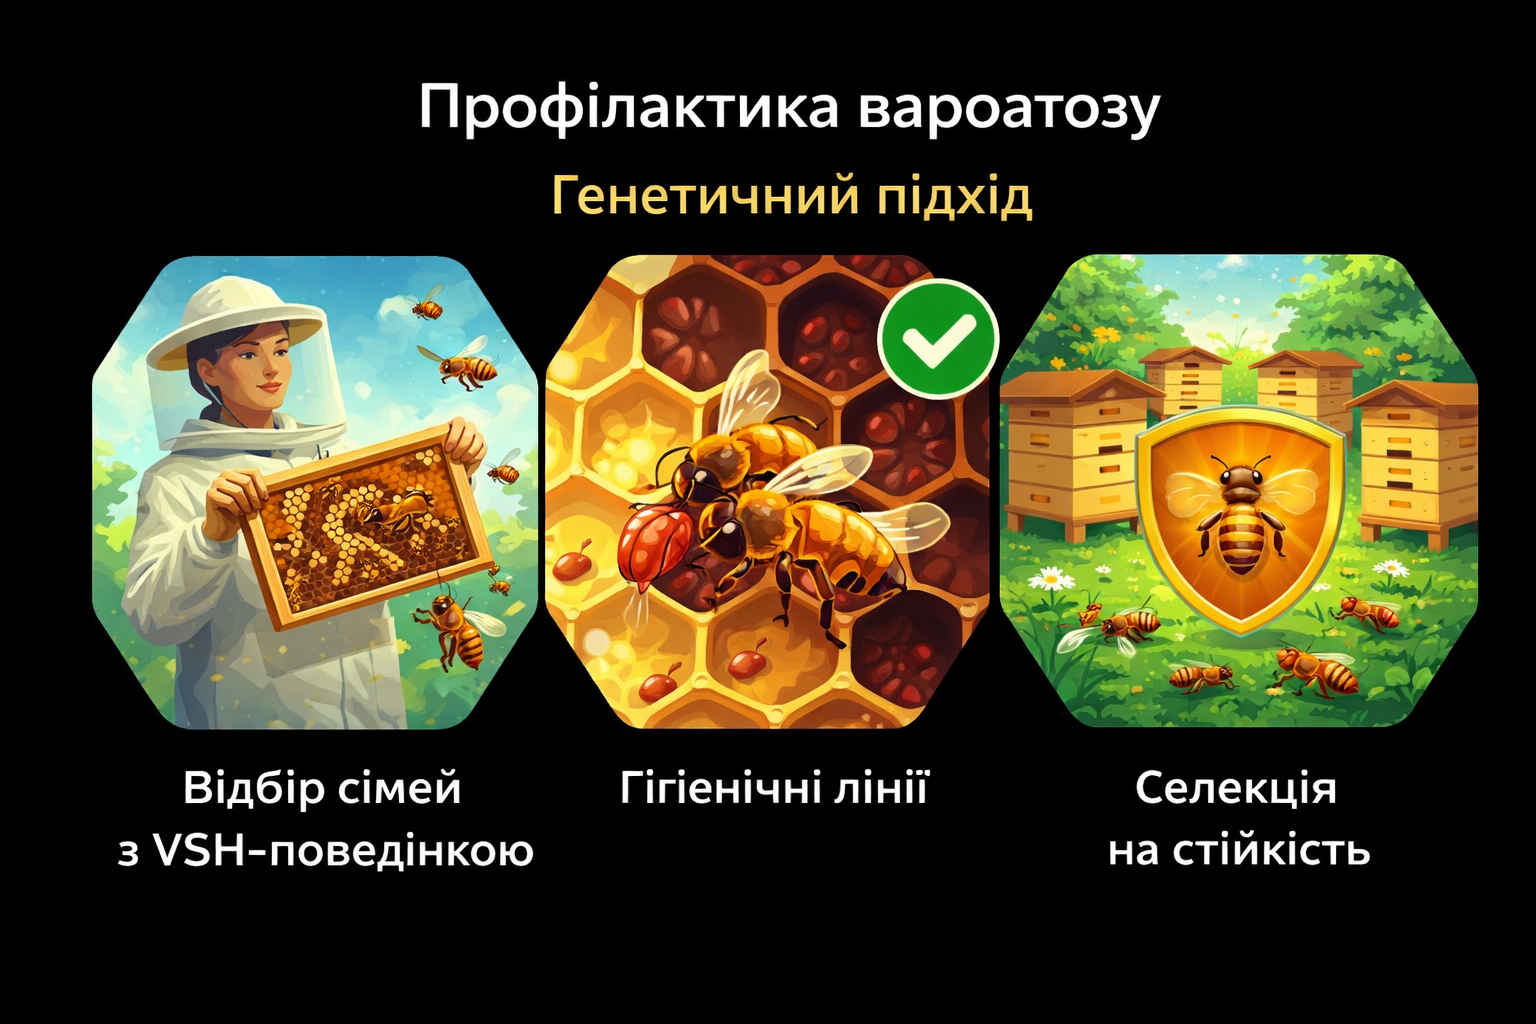 Профілактика вароатозу
Генетичний підхід
Відбір сімей
з VSH-поведінкою
Гігієнічні лінії
Селекція
на стійкість